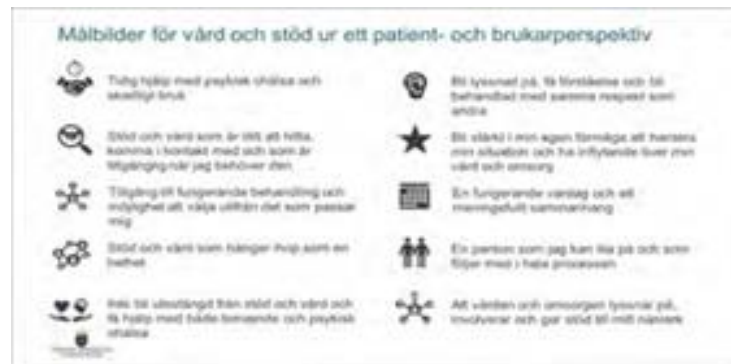 Målbilder för vård och stöd ur ett patient- och brukarperspektiv
Tidig hjälp med psykisk ohälsa och
skadligt bruk
Stöd och vård som är lätt att hitta,
komma i kontakt med och som är
tillgänglig när jag behöver den
Tillgång till fungerande behandling och
möjlighet att välja utifrån det som passar
mig
Stöd och vård som hänger ihop som en
helhet
Inte bli utestängd från stöd och vård och
få hjälp med både beroende och psykisk
ohälsa
Bli lyssnad på, få förståelse och bli
behandlad med samma respekt som
andra
Bli stärkt i min egen förmåga att hantera
min situation och ha inflytande över min
vård och omsorg
En fungerande vardag och ett
meningsfullt sammanhang
En person som jag kan lita på och som
följer med i hela processen
Att vården och omsorgen lyssnar på,
involverar och ger stöd till mitt nätverk